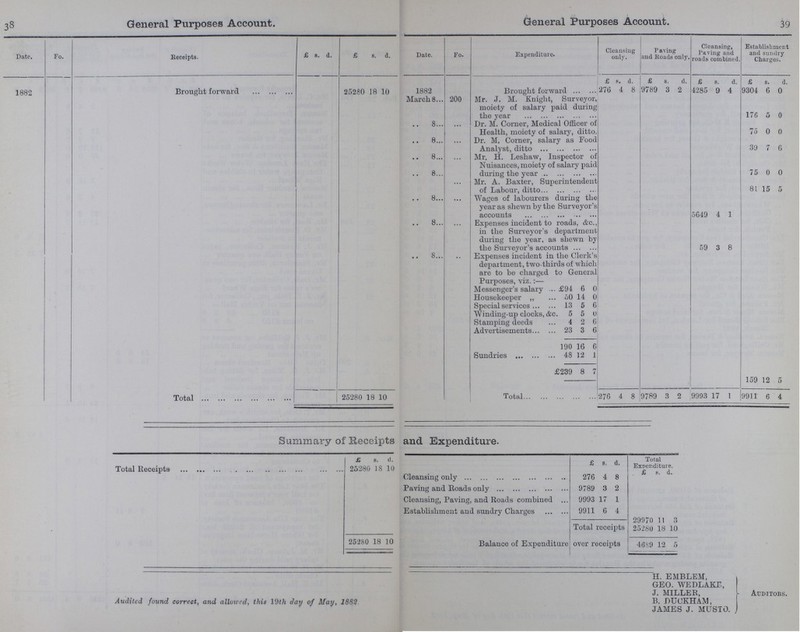 38 General Purposes Account.
Date. Fo. Receipts. £ s. d. £ s. d.
1882 Brought forward ... ... ... 25280 18 10
Total ... ... ... ... ... ... ... 25280 18 10
General Purposes Account. 39
Date. Fo. Expenditure. Cleansing only. Paving and Roads only. Cleansing, Paving and roads combined. Establishment and sundry Charges.
£ s. d. £ s. d. £ s. d. £ s. d.
1882 Brought forward ... ... 276 4 8 9789 3 2 4285 9 4 9304 6 0
March 8... 200 Mr. J. M. Knight, Surveyor,
moiety of salary paid during
the year ... ... ... ... ... ... 176 5 0
.. 8... ... Dr. M. Corner, Medical Officer of
Health, moiety of salary, ditto. 75 0 0
.. 8... ... Dr. M. Corner, salary as Food
Analyst, ditto ... ... ... ... ... 39 7 6
.. 8... ... Mr. H. Leshaw, Inspector of
Nuisances, moiety of salary paid
.. 8... during the year ... ... ... ... 75 0 0
... Mr. A. Baxter, Superintendent
of Labour, ditto... ... ... ... 81 15 5
.. 8... ... Wages of labourers during the
year as shewn by the Surveyor's
accounts ... ... ... ... ... 5649 4 1
.. 8... ... Expenses incident to roads, &c.,
in the Surveyor's department
during the year, as shewn by
the Surveyor's accounts ... ... 59 3 8
.. 8... .. Expenses incident in the Clerk's
department, two-thirds of which
are to be charged to General
Purposes, viz. :—
Messenger's salary ... £94 6 0
Housekeeper „ ... 50 14 0
Special services ... ... 13 5 6
Winding-up clocks, &c. 5 5 0
Stamping deeds ... 4 2 6
Advertisements... ... 23 3 6
190 16 6
Sundries ... ... ... 48 12 1
£239 8 7
159 12 5
Total... ... ... ... ... 276 4 8 9789 3 2 9993 17 1 9911 6 4
Summary of Receipts and Expenditure.
£ s. d.
Total Receipts ... ... ... . ... ... ... ... ... 25280 18 10
25280 18 10
£ s. d. Total Expenditure. £ s. d.
Cleansing only ... ... ... ... ... ... ... 276 4 8
Paving and Roads only ... ... ... ... ... 9789 3 2
Cleansing, Paving, and Roads combined ... 9993 17 1
Establishment and sundry Charges ... ... 9911 6 4
29970 11 3
Total receipts 25280 18 10
Balance of Expenditure over receipts 4689 12 5
Audited found correct, and allowed, this 19th day of May, 1882
H. EMBLEM,
GEO. WEDLAKE,
J. MILLER,
B. DUCKHAM,
JAMES J. MUSTO.
AUDITORS.